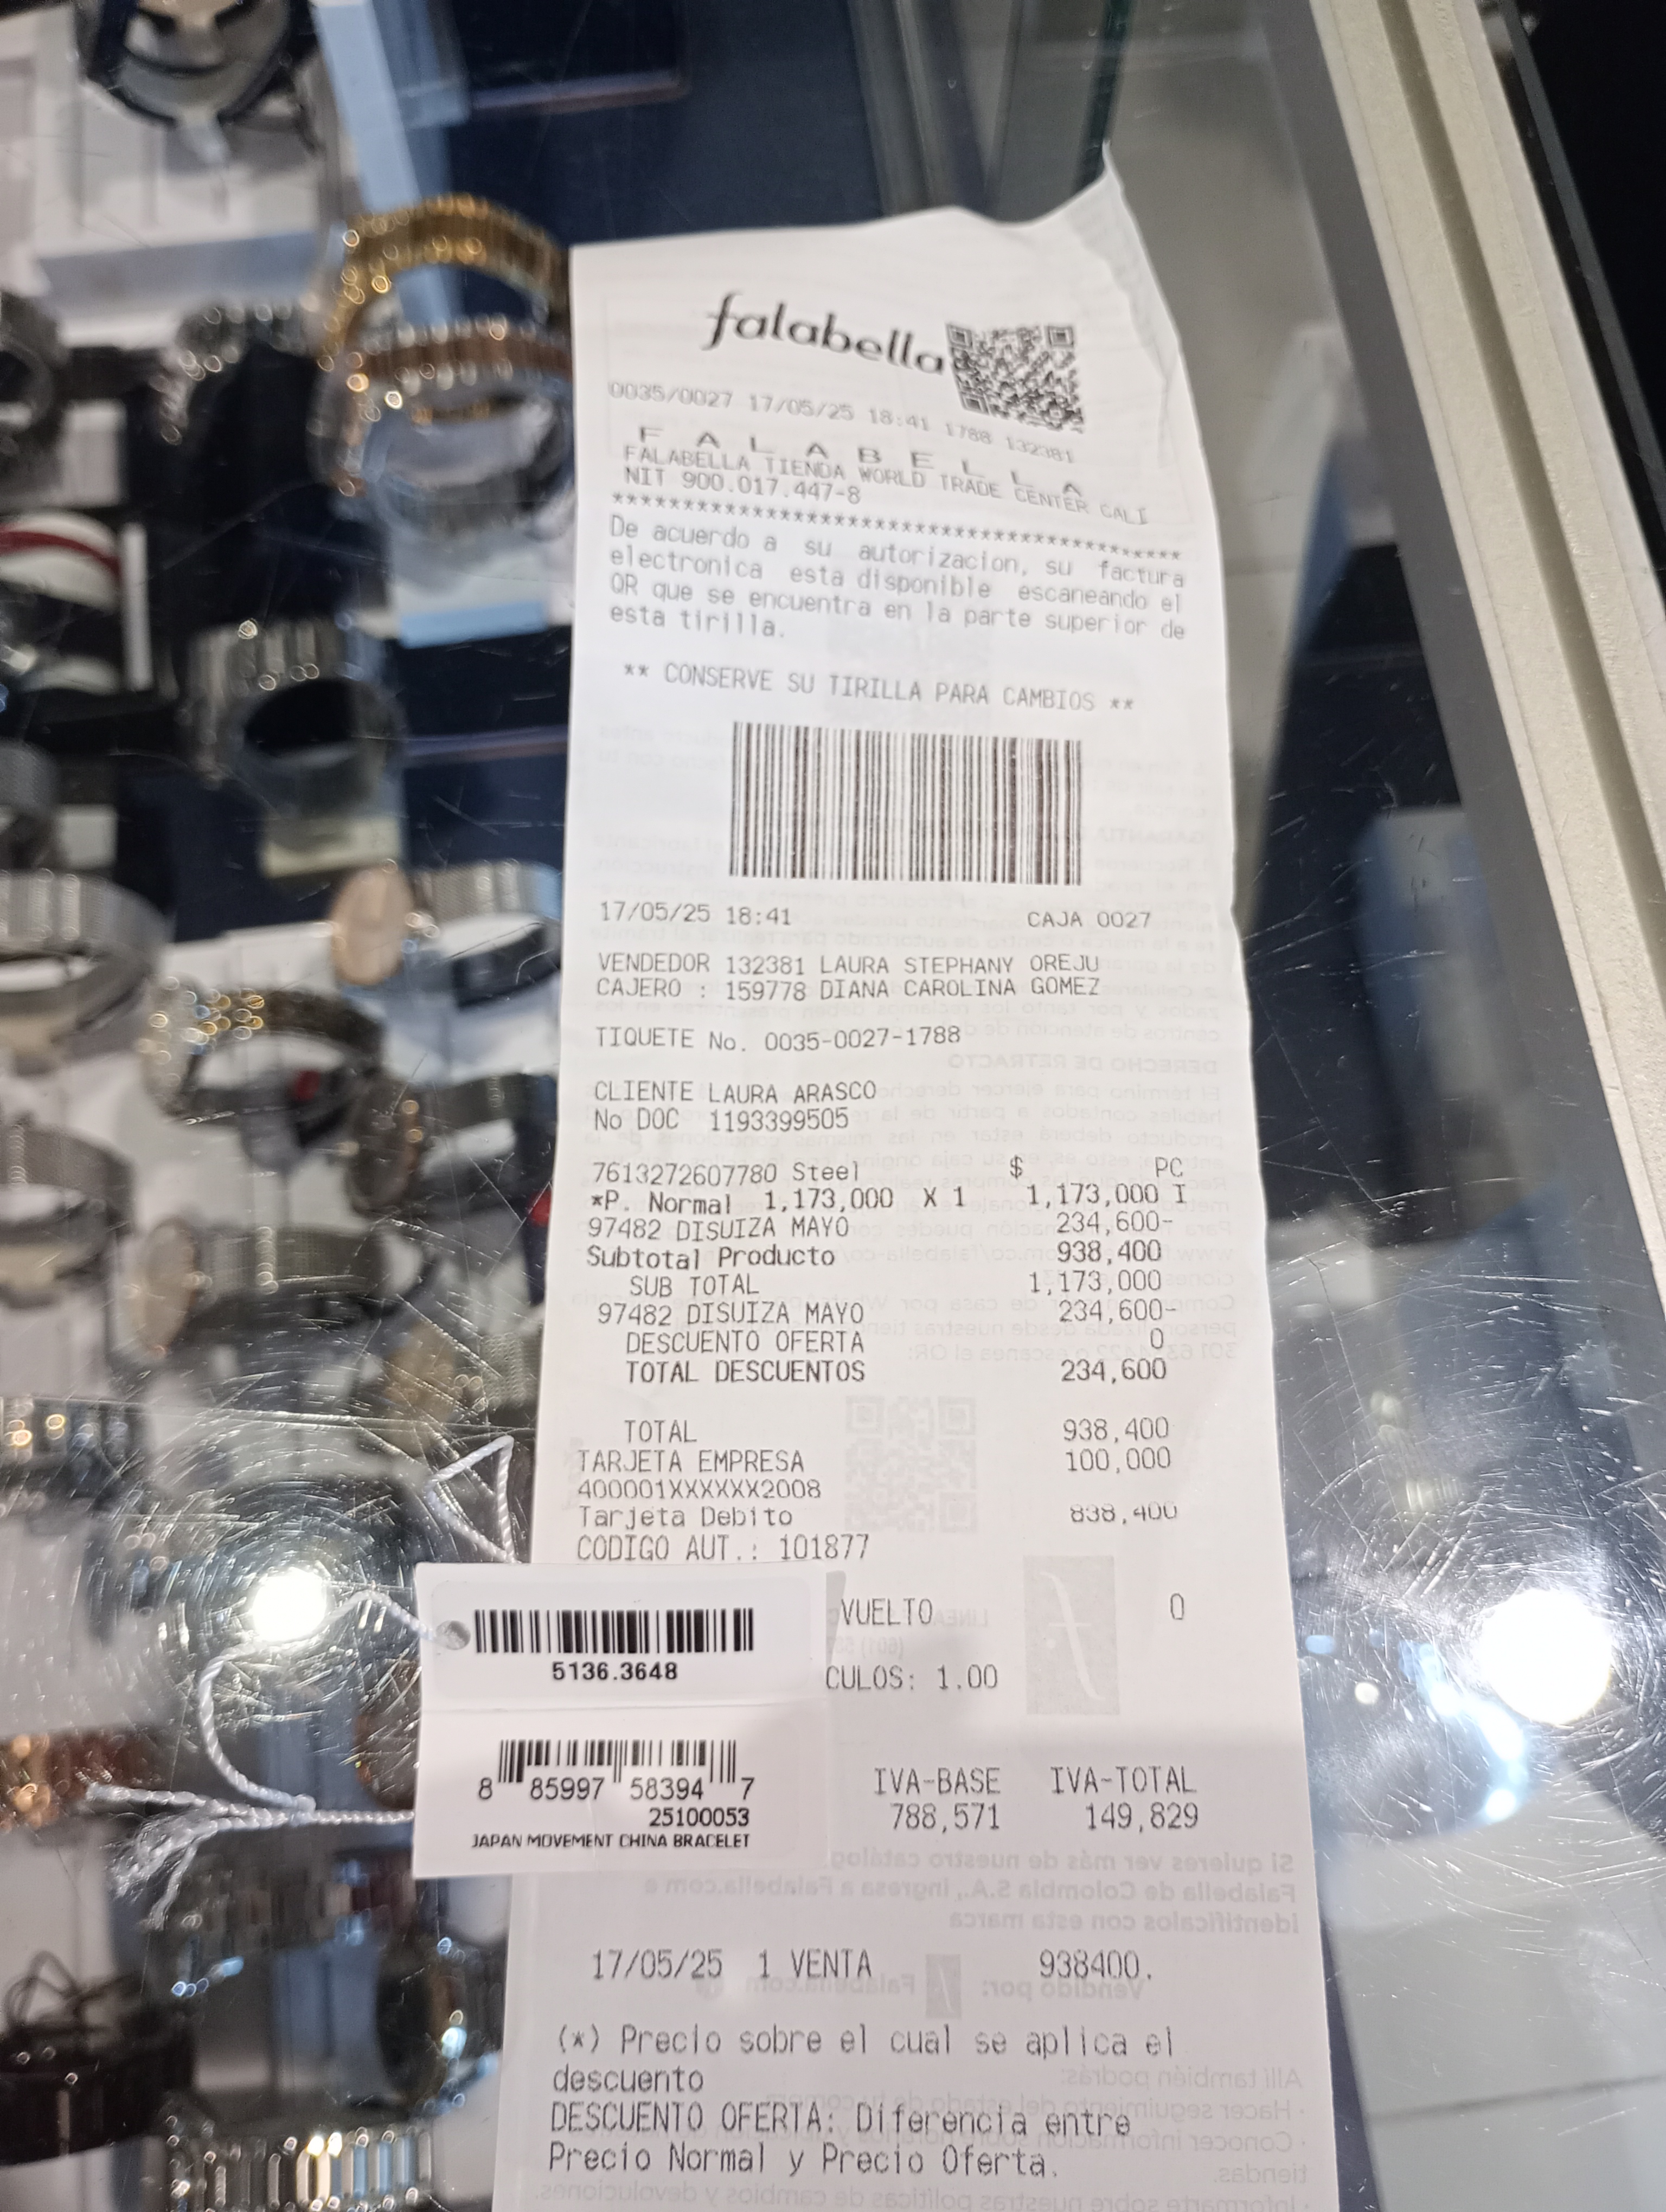 falabella
0035/0027 17/05/25 18:41 1788 132381
F A L A B E L L A
FALABELLA TIENDA WORLD TRADE CENTER CALI
NIT 900.017.447-8
****************************************
De acuerdo a su autorizacion, su factura
electronica esta disponible escaneando el
QR que se encuentra en la parte superior de
esta tirilla.
** CONSERVE SU TIRILLA PARA CAMBIOS **
17/05/25 18:41 CAJA 0027
VENDEDOR 132381 LAURA STEPHANY OREJU
CAJERO : 159778 DIANA CAROLINA GOMEZ
TIQUETE No. 0035-0027-1788
CLIENTE LAURA ARASCO
No DOC 1193399505
7613272607780 Steel $ PC
*P. Normal 1,173,000 X 1 1,173,000 I
97482 DISUIZA MAYO 234,600-
Subtotal Producto 938,400
SUB TOTAL 1,173,000
97482 DISUIZA MAYO 234,600-
DESCUENTO OFERTA 0
TOTAL DESCUENTOS 234,600
TOTAL 938,400
TARJETA EMPRESA 100,000
400001XXXXXX2008
Tarjeta Debito 838,400
CODIGO AUT.: 101877
VUELTO 0
CULOS: 1.00
5136.3648
8 85997 58394 7
25100053
JAPAN MOVEMENT CHINA BRACELET
IVA-BASE IVA-TOTAL
788,571 149,829
17/05/25 1 VENTA 938400.
(*) Precio sobre el cual se aplica el
descuento
DESCUENTO OFERTA: Diferencia entre
Precio Normal y Precio Oferta.